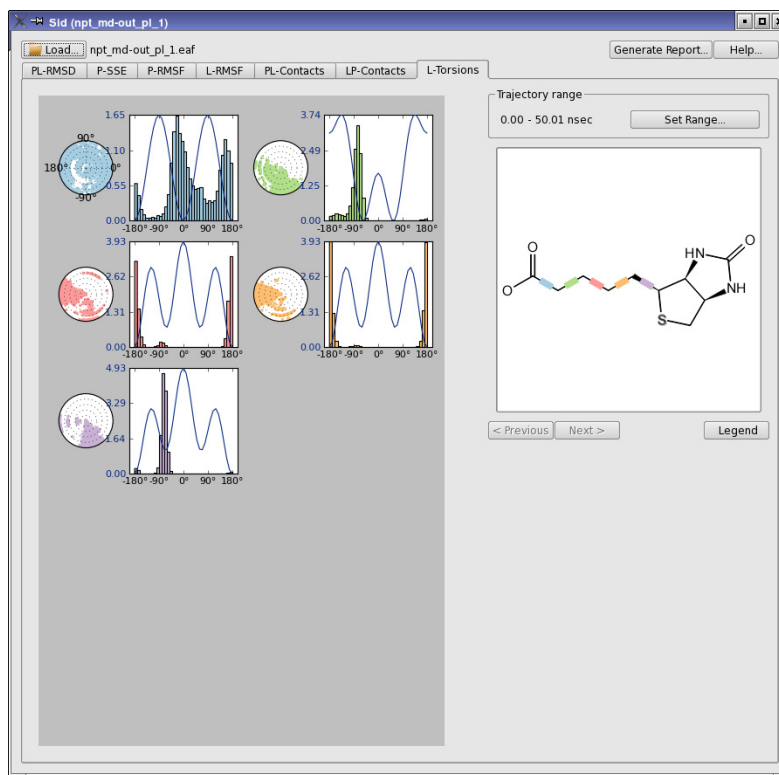 Sid (npt_md-out_pl_1)
Load... npt_md-out_pl_1.eaf Generate Report... Help...
PL-RMSD P-SSE P-RMSF L-RMSF PL-Contacts LP-Contacts L-Torsions
Trajectory range
0.00 - 50.01 nsec Set Range...
90°
180° 0°
-90°
1.65
1.10
0.55
0.00
-180° -90° 0° 90° 180°
3.74
2.49
1.25
0.00
-180° -90° 0° 90° 180°
3.93
2.62
1.31
0.00
-180° -90° 0° 90° 180°
3.93
2.62
1.31
0.00
-180° -90° 0° 90° 180°
4.93
3.29
1.64
0.00
-180° -90° 0° 90° 180°
O
O
HN
O
NH
S
< Previous Next > Legend